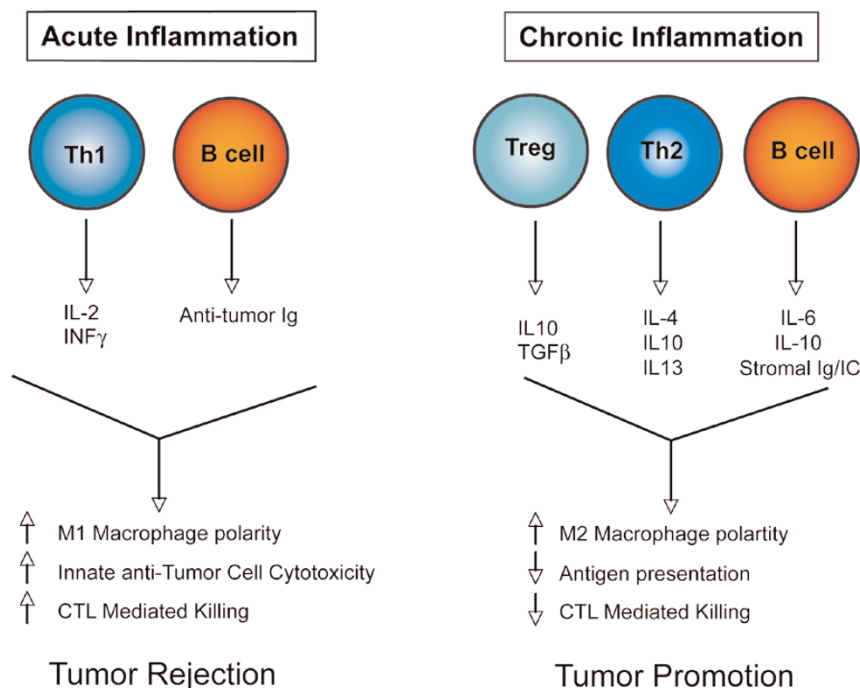 Acute Inflammation
Th1
B cell
IL-2
INFγ
Anti-tumor Ig
M1 Macrophage polarity
Innate anti-Tumor Cell Cytotoxicity
CTL Mediated Killing
Tumor Rejection
Chronic Inflammation
Treg
Th2
B cell
IL10
TGFβ
IL-4
IL10
IL13
IL-6
IL-10
Stromal Ig/IC
M2 Macrophage polartity
Antigen presentation
CTL Mediated Killing
Tumor Promotion